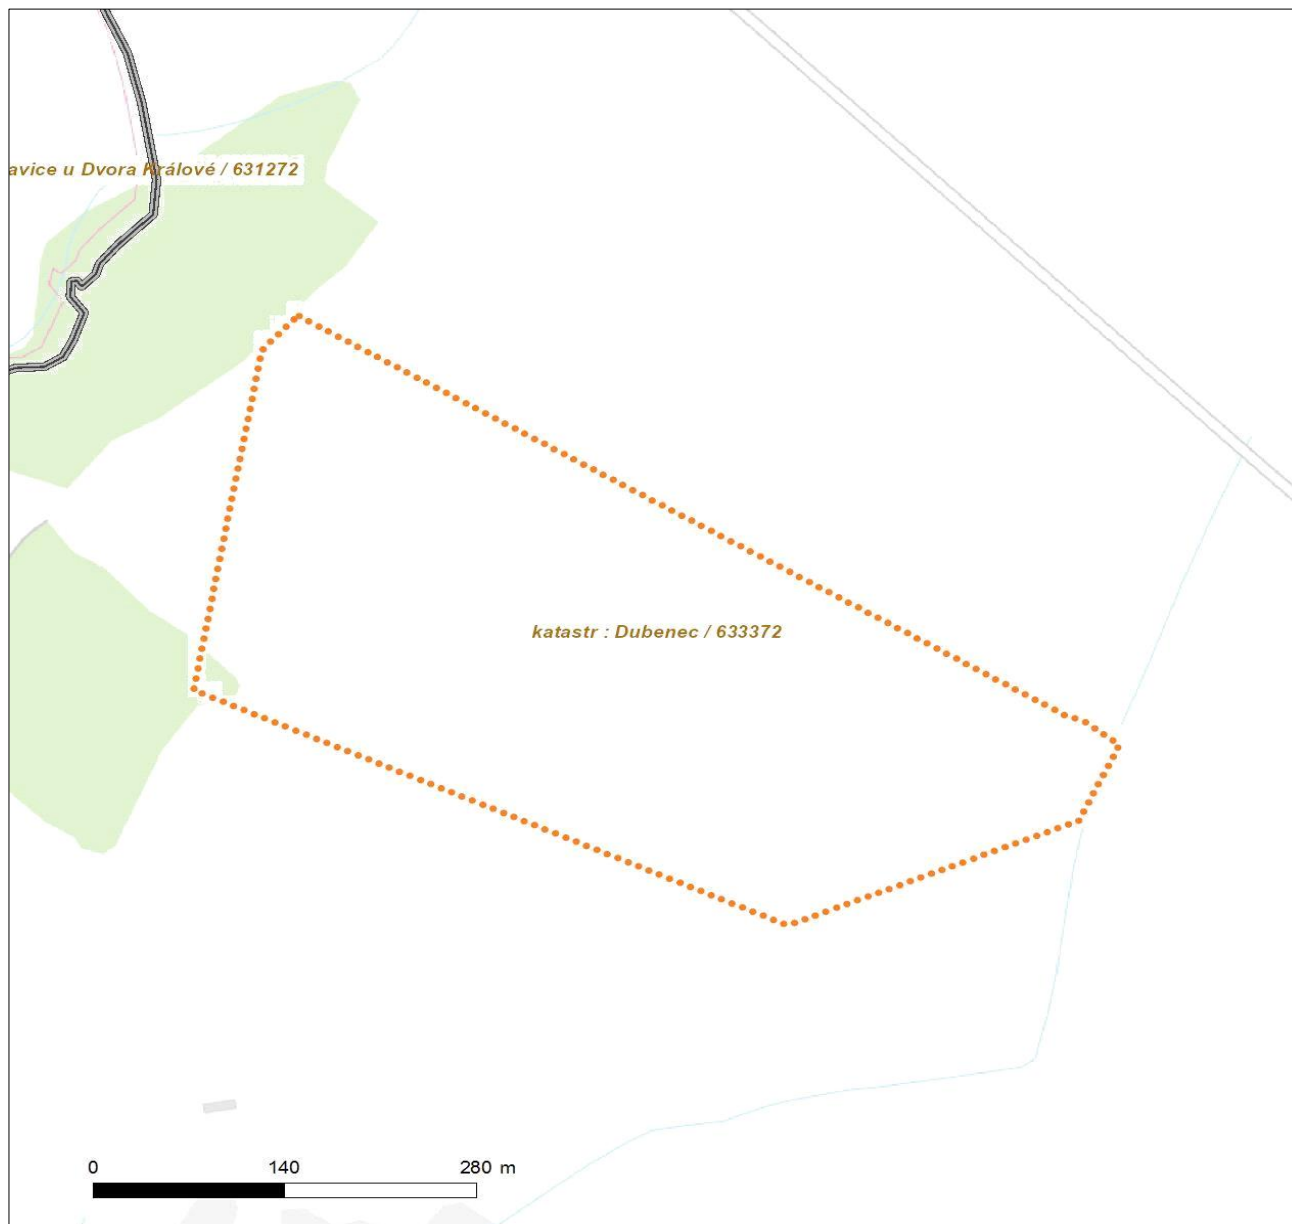 avice u Dvora Králové / 631272
katastr : Dubenec / 633372
0 140 280 m